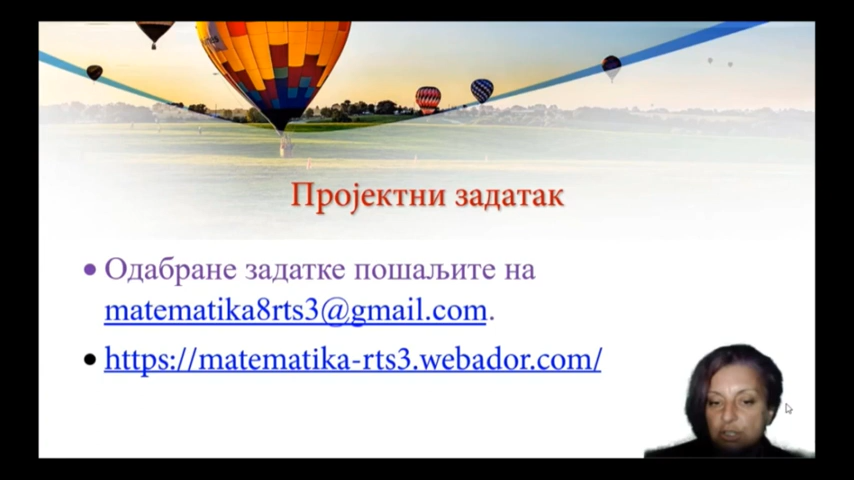 Пројектни задатак
• Одабране задатке пошаљите на
matematika8rts3@gmail.com.
• https://matematika-rts3.webador.com/